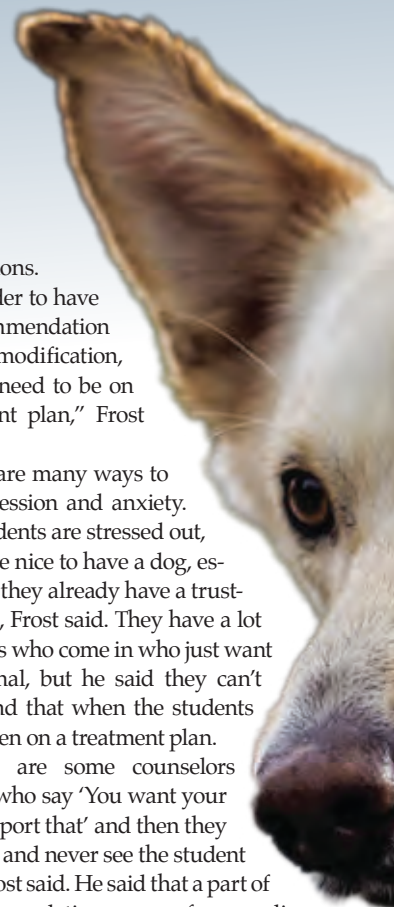 ons.
ler to have
nmendation
modification,
need to be on
nt plan,” Frost
are many ways to
ession and anxiety.
dents are stressed out,
e nice to have a dog, es-
they already have a trust-
, Frost said. They have a lot
s who come in who just want
nal, but he said they can’t
nd that when the students
en on a treatment plan.
are some counselors
who say ‘You want your
port that’ and then they
and never see the student
ost said. He said that a part of